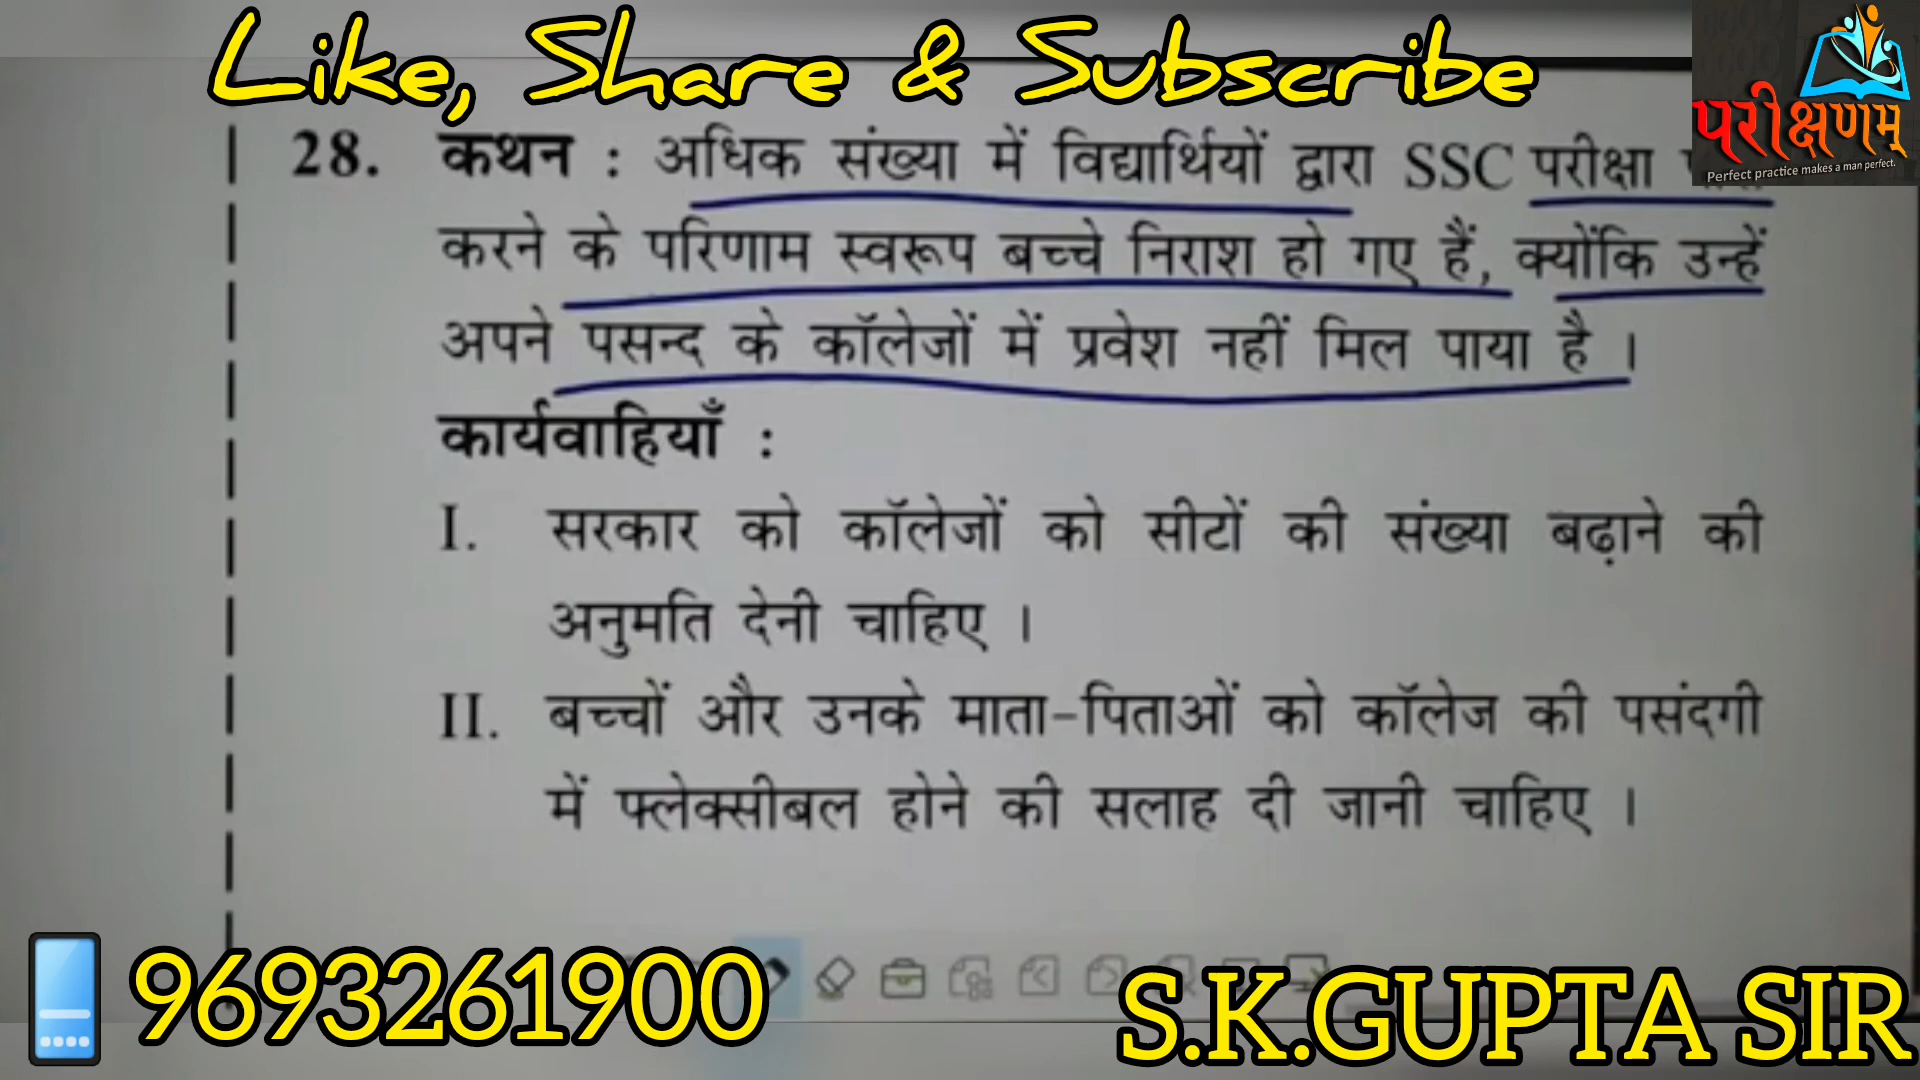 Like, Share & Subscribe
परीक्षणम्
Perfect practice makes a man perfect.
28. कथन : अधिक संख्या में विद्यार्थियों द्वारा SSC परीक्षा
करने के परिणाम स्वरूप बच्चे निराश हो गए हैं, क्योंकि उन्हें
अपने पसन्द के कॉलेजों में प्रवेश नहीं मिल पाया है ।
कार्यवाहियाँ :
I. सरकार को कॉलेजों को सीटों की संख्या बढ़ाने की
अनुमति देनी चाहिए ।
II. बच्चों और उनके माता-पिताओं को कॉलेज की पसंदगी
में फ्लेक्सीबल होने की सलाह दी जानी चाहिए ।
9693261900
S.K.GUPTA SIR